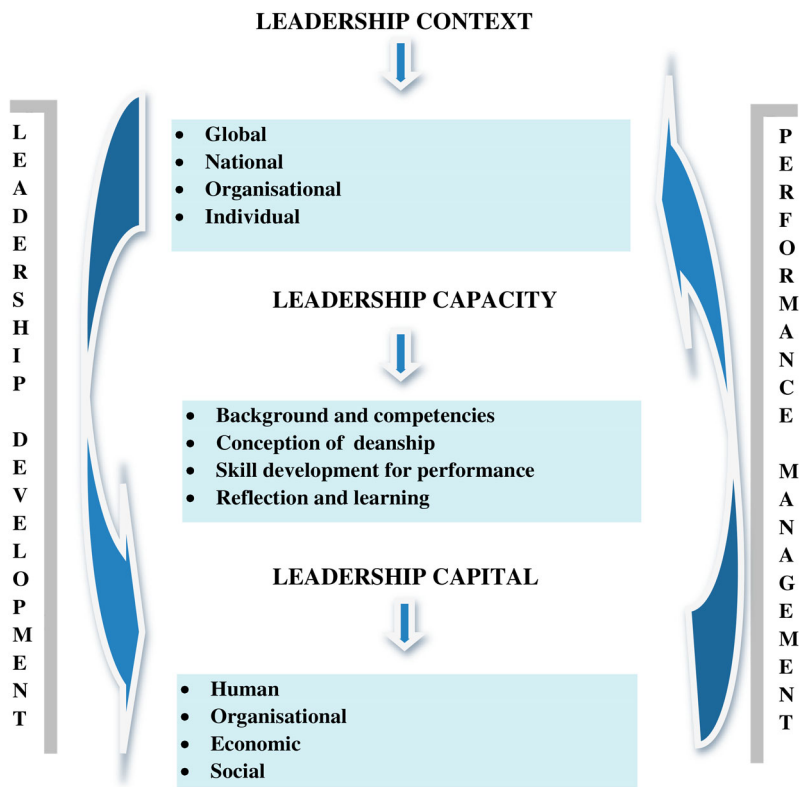 LEADERSHIP CONTEXT
• Global
• National
• Organisational
• Individual
LEADERSHIP CAPACITY
• Background and competencies
• Conception of deanship
• Skill development for performance
• Reflection and learning
LEADERSHIP CAPITAL
• Human
• Organisational
• Economic
• Social
LEADERSHIP DEVELOPMENT
PERFORMANCE MANAGEMENT